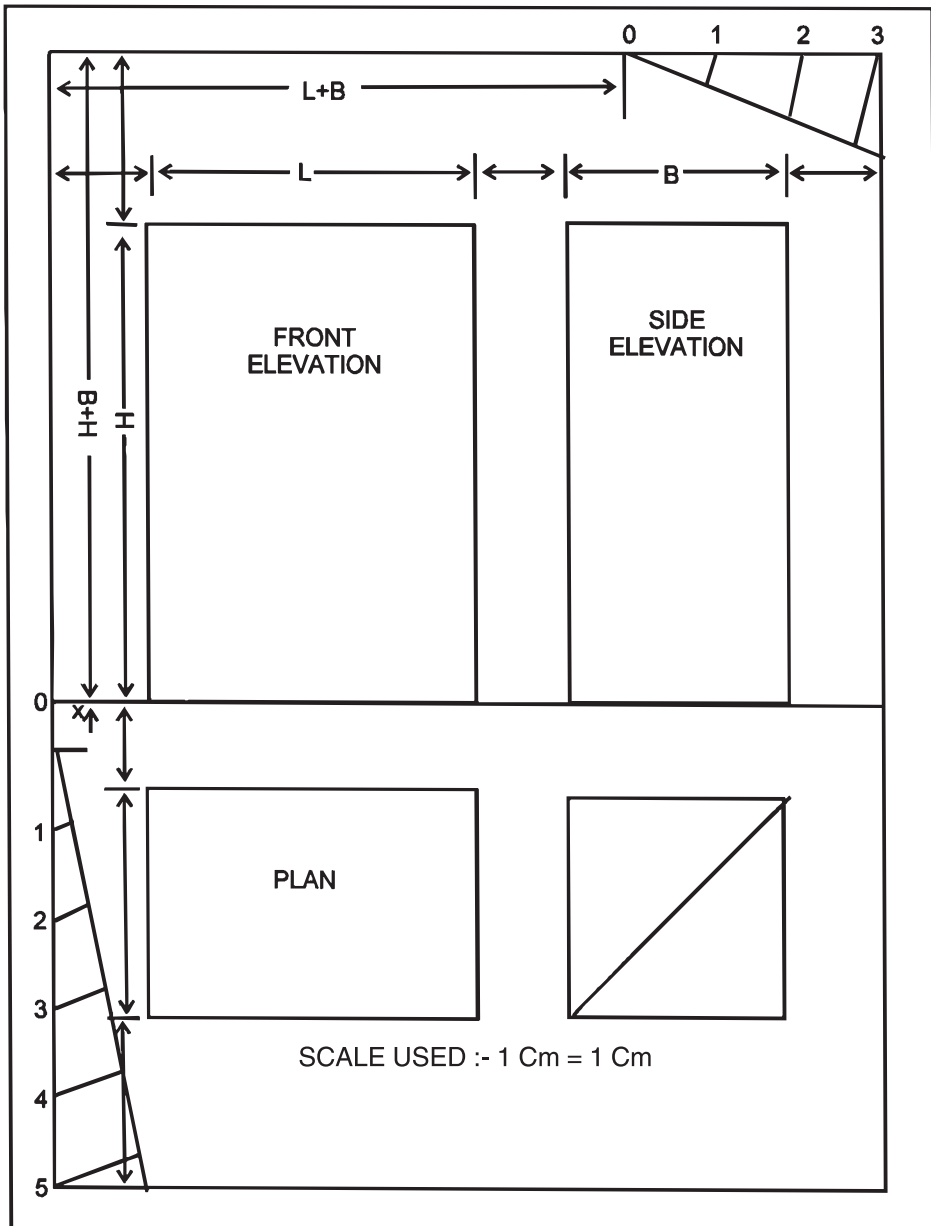 0 1 2 3
L+B
L
B
FRONT
ELEVATION
SIDE
ELEVATION
B+H
H
0
X
1
PLAN
2
3
SCALE USED :- 1 Cm = 1 Cm
4
5